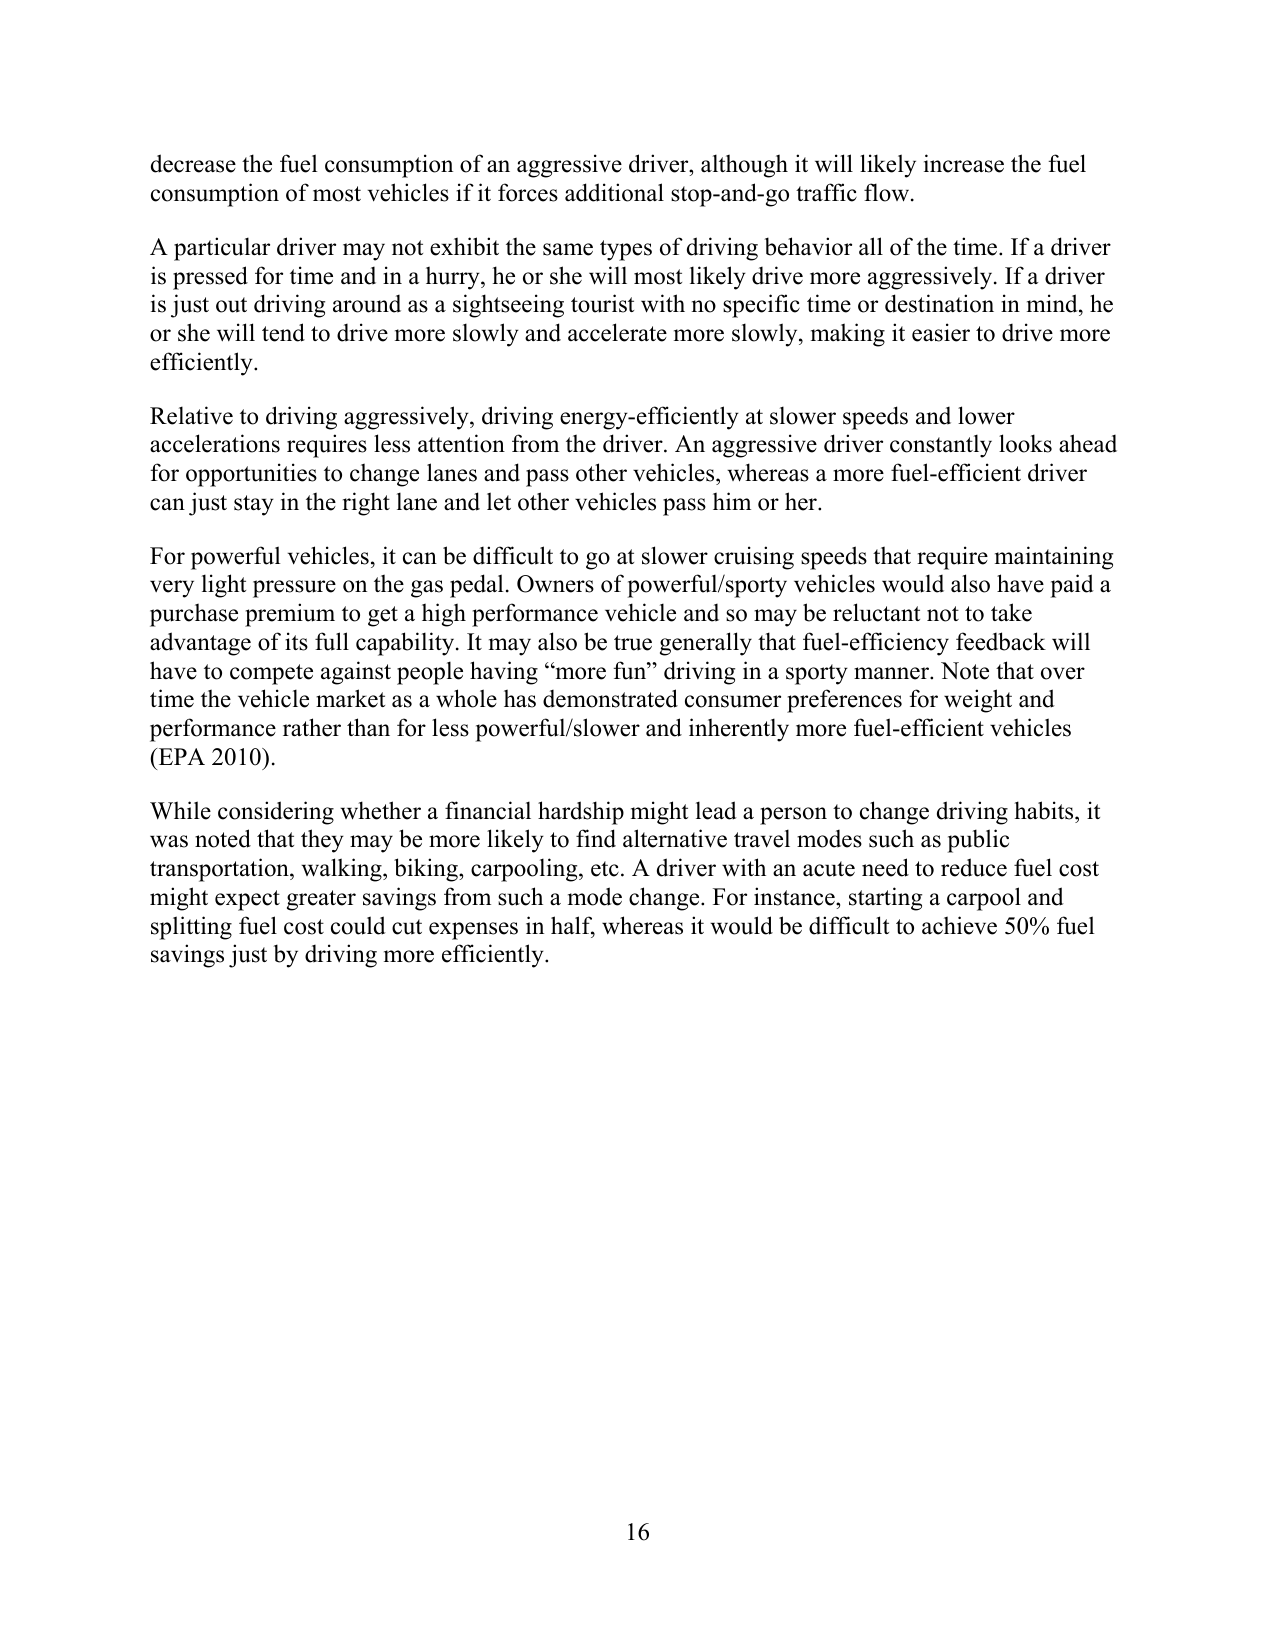 decrease the fuel consumption of an aggressive driver, although it will likely increase the fuel
consumption of most vehicles if it forces additional stop-and-go traffic flow.
A particular driver may not exhibit the same types of driving behavior all of the time. If a driver
is pressed for time and in a hurry, he or she will most likely drive more aggressively. If a driver
is just out driving around as a sightseeing tourist with no specific time or destination in mind, he
or she will tend to drive more slowly and accelerate more slowly, making it easier to drive more
efficiently.
Relative to driving aggressively, driving energy-efficiently at slower speeds and lower
accelerations requires less attention from the driver. An aggressive driver constantly looks ahead
for opportunities to change lanes and pass other vehicles, whereas a more fuel-efficient driver
can just stay in the right lane and let other vehicles pass him or her.
For powerful vehicles, it can be difficult to go at slower cruising speeds that require maintaining
very light pressure on the gas pedal. Owners of powerful/sporty vehicles would also have paid a
purchase premium to get a high performance vehicle and so may be reluctant not to take
advantage of its full capability. It may also be true generally that fuel-efficiency feedback will
have to compete against people having “more fun” driving in a sporty manner. Note that over
time the vehicle market as a whole has demonstrated consumer preferences for weight and
performance rather than for less powerful/slower and inherently more fuel-efficient vehicles
(EPA 2010).
While considering whether a financial hardship might lead a person to change driving habits, it
was noted that they may be more likely to find alternative travel modes such as public
transportation, walking, biking, carpooling, etc. A driver with an acute need to reduce fuel cost
might expect greater savings from such a mode change. For instance, starting a carpool and
splitting fuel cost could cut expenses in half, whereas it would be difficult to achieve 50% fuel
savings just by driving more efficiently.
16